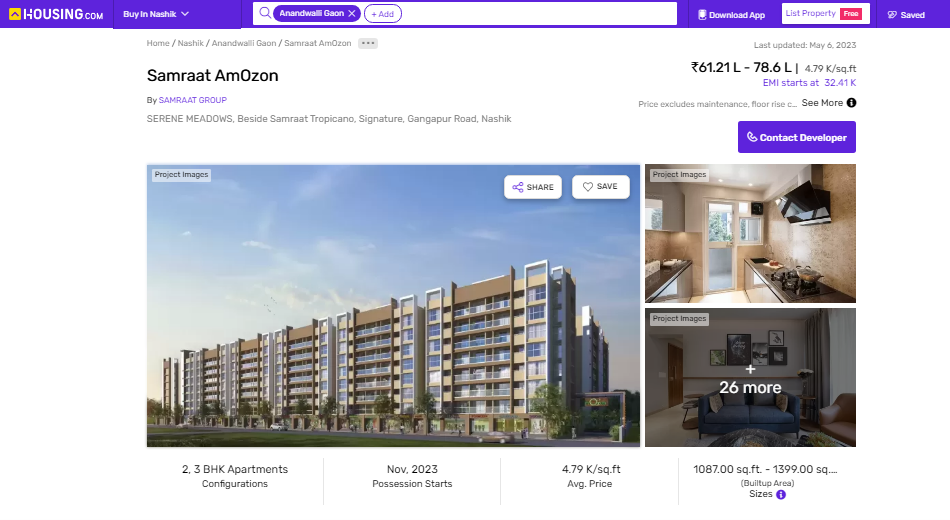 HOUSING.COM
Buy In Nashik
Anandwalli Gaon
+ Add
Download App
List Property Free
Saved
Home / Nashik / Anandwalli Gaon / Samraat AmOzon
Last updated: May 6, 2023
Samraat AmOzon
₹61.21 L - 78.6 L | 4.79 K/sq.ft
EMI starts at 32.41 K
By SAMRAAT GROUP
Price excludes maintenance, floor rise c... See More
SERENE MEADOWS, Beside Samraat Tropicano, Signature, Gangapur Road, Nashik
Contact Developer
Project Images
SHARE
SAVE
Project Images
Project Images
+
26 more
2, 3 BHK Apartments
Configurations
Nov, 2023
Possession Starts
4.79 K/sq.ft
Avg. Price
1087.00 sq.ft. - 1399.00 sq....
(Builtup Area)
Sizes